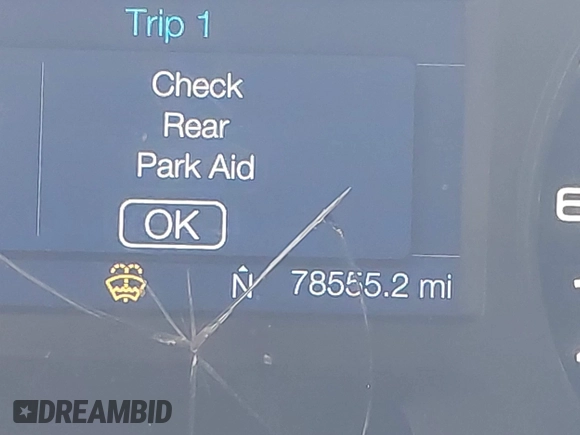 Trip 1
Check
Rear
Park Aid
OK
N 78555.2 mi
DREAMBID